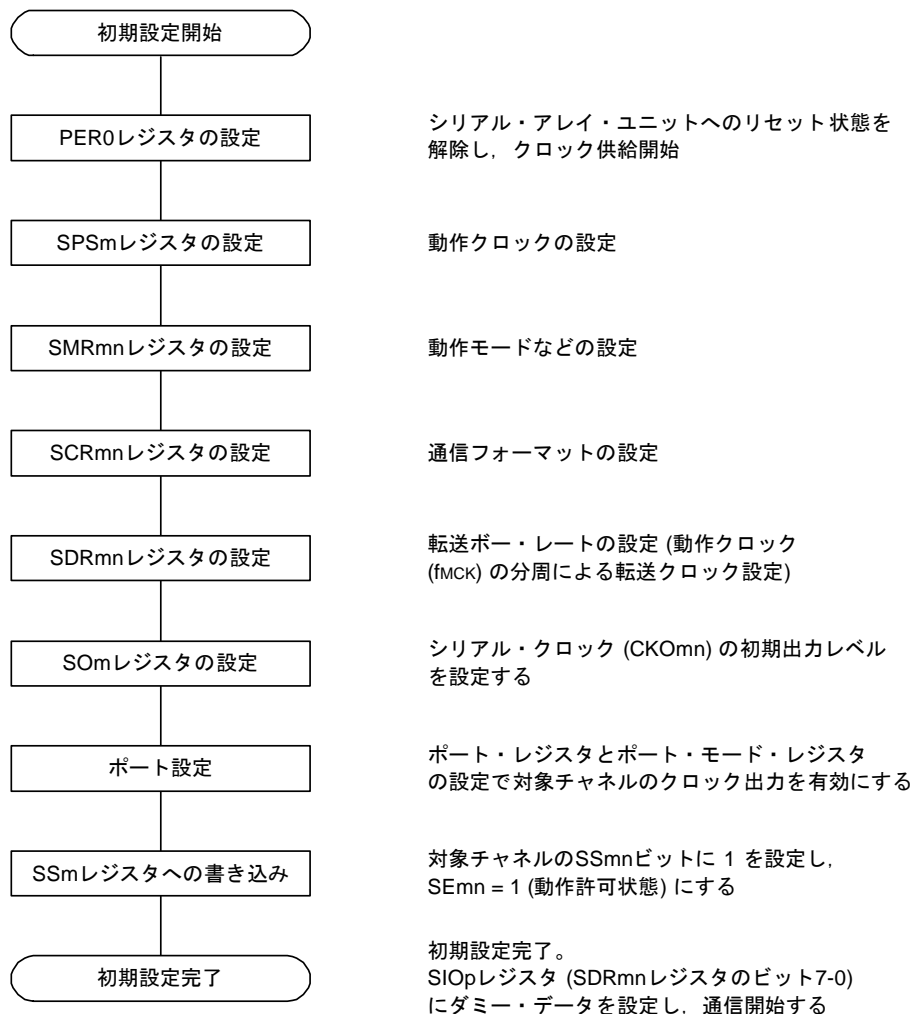 初期設定開始
PER0レジスタの設定
シリアル・アレイ・ユニットへのリセット状態を
解除し，クロック供給開始
SPSmレジスタの設定
動作クロックの設定
SMRmnレジスタの設定
動作モードなどの設定
SCRmnレジスタの設定
通信フォーマットの設定
SDRmnレジスタの設定
転送ボー・レートの設定 (動作クロック
(fMCK) の分周による転送クロック設定)
SOmレジスタの設定
シリアル・クロック (CKOmn) の初期出力レベル
を設定する
ポート設定
ポート・レジスタとポート・モード・レジスタ
の設定で対象チャネルのクロック出力を有効にする
SSmレジスタへの書き込み
対象チャネルのSSmnビットに 1 を設定し，
SEmn = 1 (動作許可状態) にする
初期設定完了
初期設定完了。
SIOpレジスタ (SDRmnレジスタのビット7-0)
にダミー・データを設定し，通信開始する